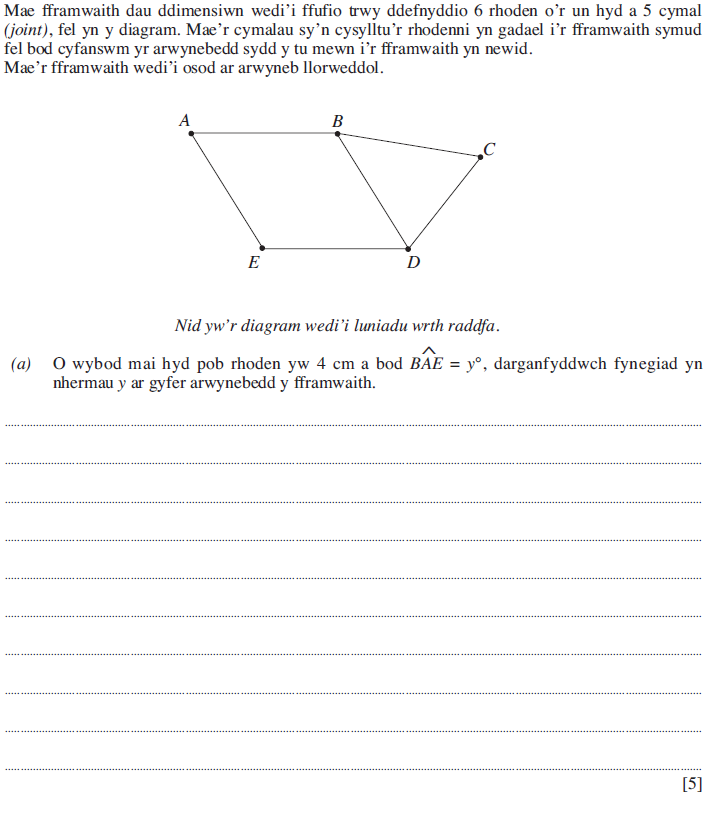 Mae fframwaith dau ddimensiwn wedi'i ffufio trwy ddefnyddio 6 rhoden o'r un hyd a 5 cymal
(joint), fel yn y diagram. Mae'r cymalau sy'n cysylltu'r rhodenni yn gadael i'r fframwaith symud
fel bod cyfanswm yr arwynebedd sydd y tu mewn i'r fframwaith yn newid.
Mae'r fframwaith wedi'i osod ar arwyneb llorweddol.
A
B
C
E
D
Nid yw'r diagram wedi'i luniadu wrth raddfa.
(a) O wybod mai hyd pob rhoden yw 4 cm a bod BÂE = y°, darganfyddwch fynegiad yn
nhermau y ar gyfer arwynebedd y fframwaith.
[5]